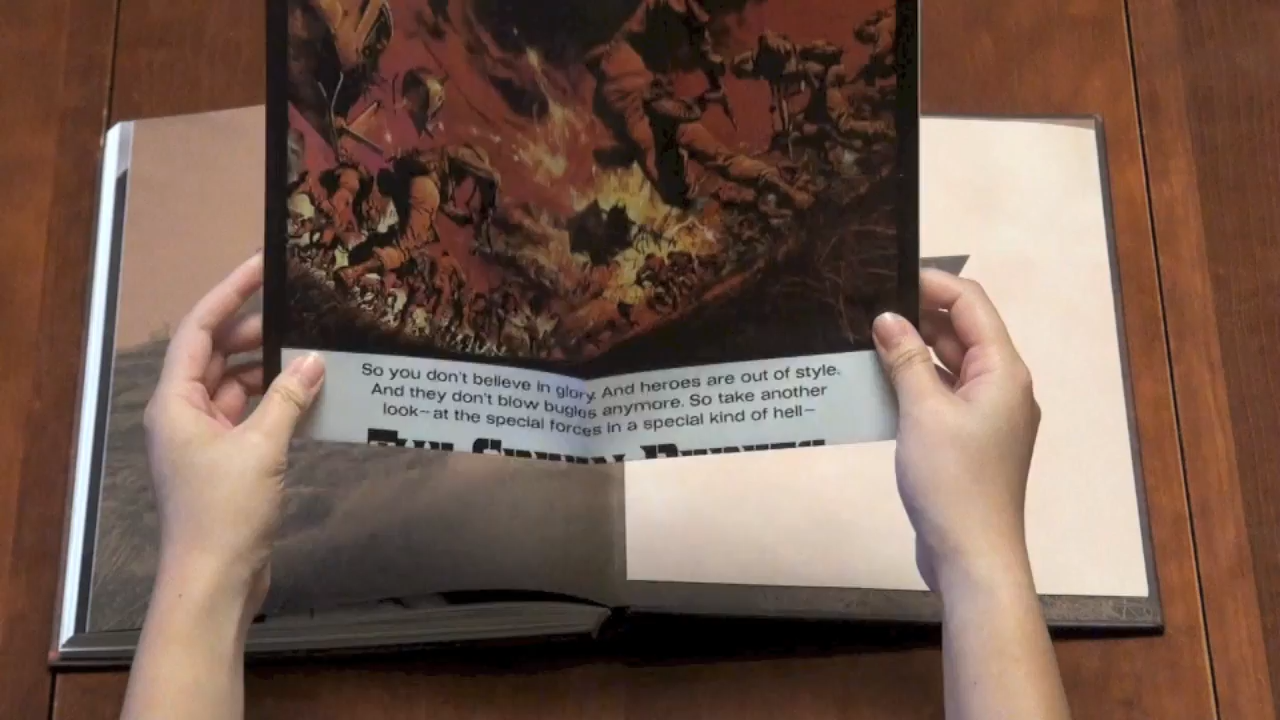 So you don't believe in glory. And heroes are out of style.
And they don't blow bugles anymore. So take another
look—at the special forces in a special kind of hell—